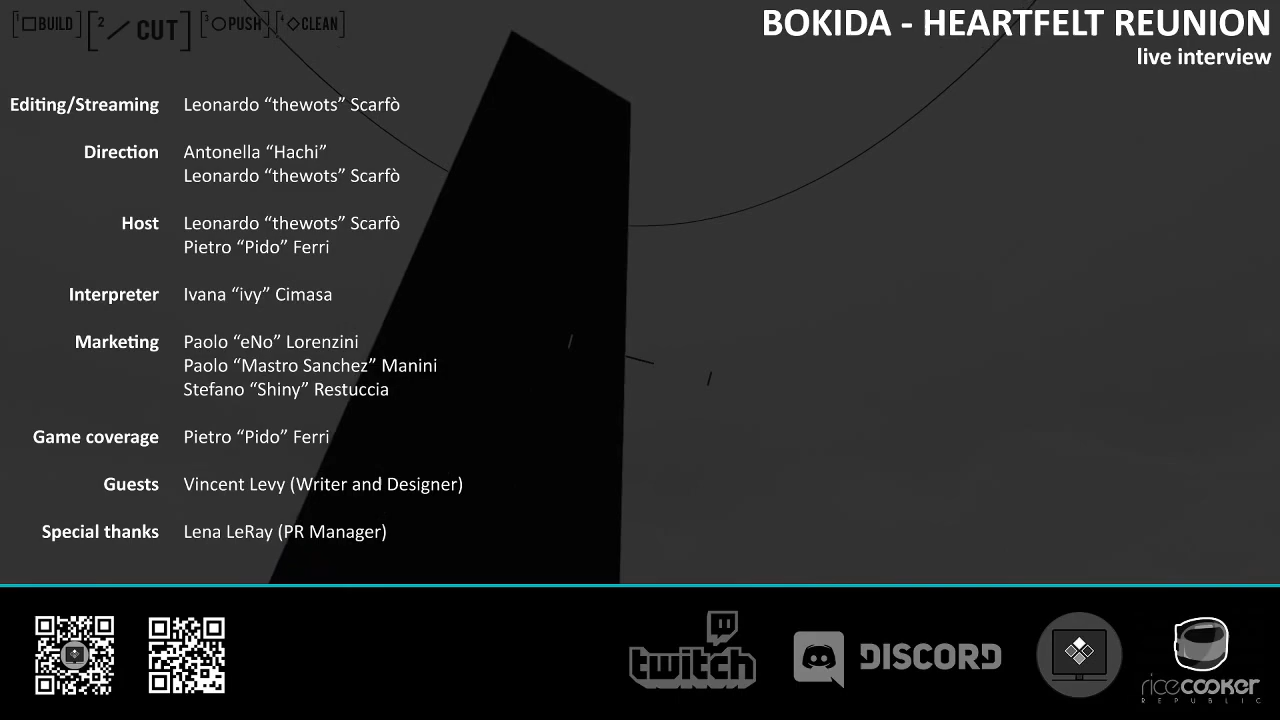 [¹ BUILD] [² CUT] [³ PUSH] [⁴ CLEAN]
BOKIDA - HEARTFELT REUNION
live interview
Editing/Streaming Leonardo “thewots” Scarfò
Direction Antonella “Hachi”
Leonardo “thewots” Scarfò
Host Leonardo “thewots” Scarfò
Pietro “Pido” Ferri
Interpreter Ivana “ivy” Cimasa
Marketing Paolo “eNo” Lorenzini
Paolo “Mastro Sanchez” Manini
Stefano “Shiny” Restuccia
Game coverage Pietro “Pido” Ferri
Guests Vincent Levy (Writer and Designer)
Special thanks Lena LeRay (PR Manager)
twitch
DISCORD
ricecooker
REPUBLIC